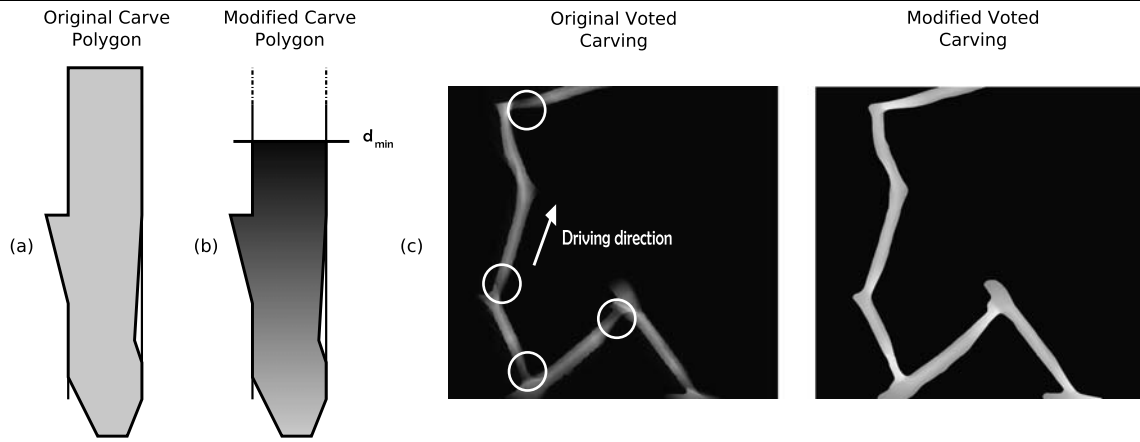 Original Carve
Polygon
Modified Carve
Polygon
Original Voted
Carving
Modified Voted
Carving
d min
(a)
(b)
(c)
Driving direction